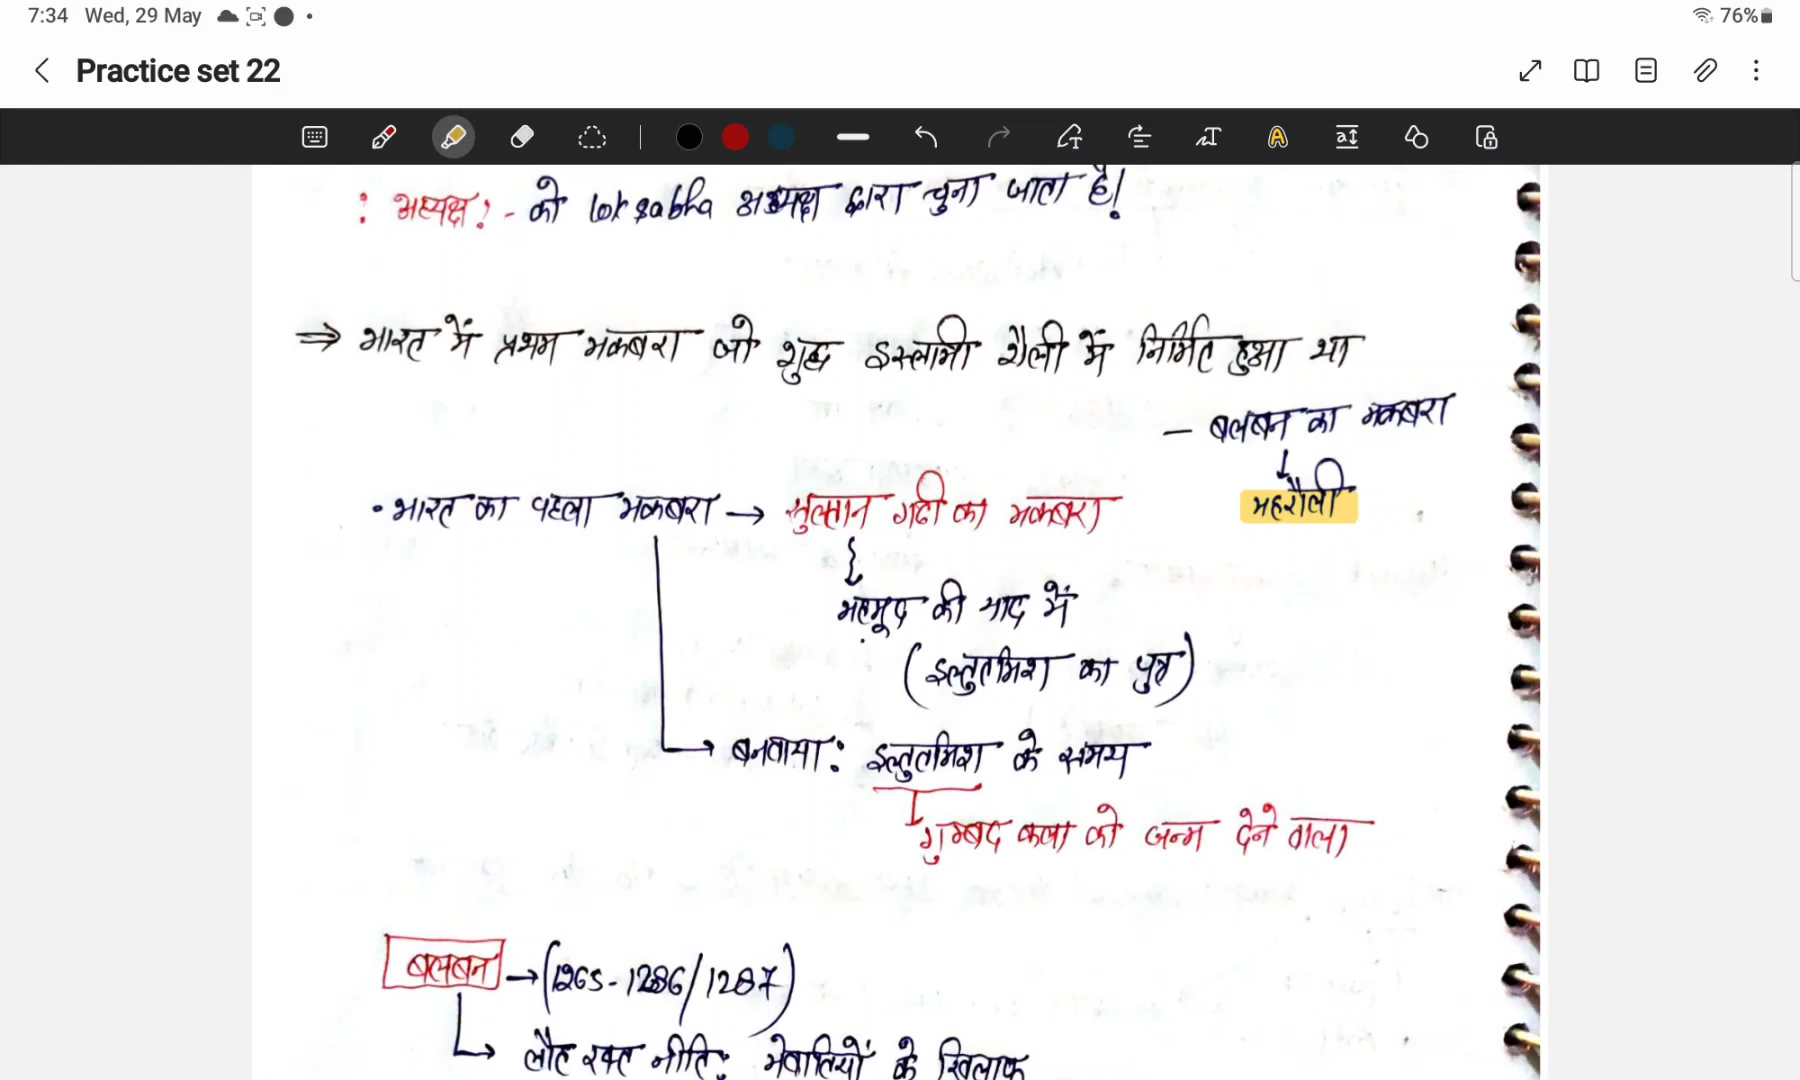 7:34 Wed, 29 May
76%
Practice set 22
: अध्यक्ष:- को lok sabha अध्यक्ष द्वारा चुना जाता है!
⇒ भारत में प्रथम मकबरा जो शुद्ध इस्लामी शैली में निर्मित हुआ था
— बलबन का मकबरा
↓
महरौली
• भारत का पहला मकबरा → सुल्तान गढ़ी का मकबरा
महमूद की याद में
(इल्तुतमिश का पुत्र)
→ बनवाया: इल्तुतमिश के समय
गुम्बद कला को जन्म देने वाला
बलबन → (1265-1286/1287)
→ लौह रक्त नीति: मेवातियों के खिलाफ